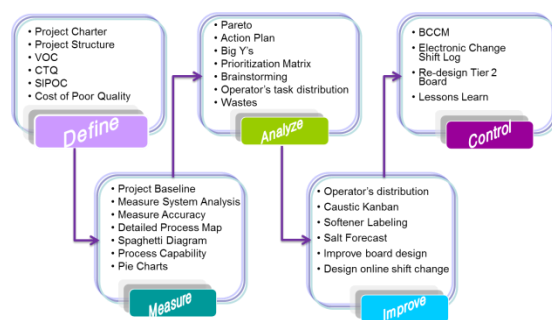 • Project Charter
• Project Structure
• VOC
• CTQ
• SIPOC
• Cost of Poor Quality
Define
• Project Baseline
• Measure System Analysis
• Measure Accuracy
• Detailed Process Map
• Spaghetti Diagram
• Process Capability
• Pie Charts
Measure
• Pareto
• Action Plan
• Big Y's
• Prioritization Matrix
• Brainstorming
• Operator's task distribution
• Wastes
Analyze
• Operator's distribution
• Caustic Kanban
• Softener Labeling
• Salt Forecast
• Improve board design
• Design online shift change
Improve
• BCCM
• Electronic Change
Shift Log
• Re-design Tier 2
Board
• Lessons Learn
Control